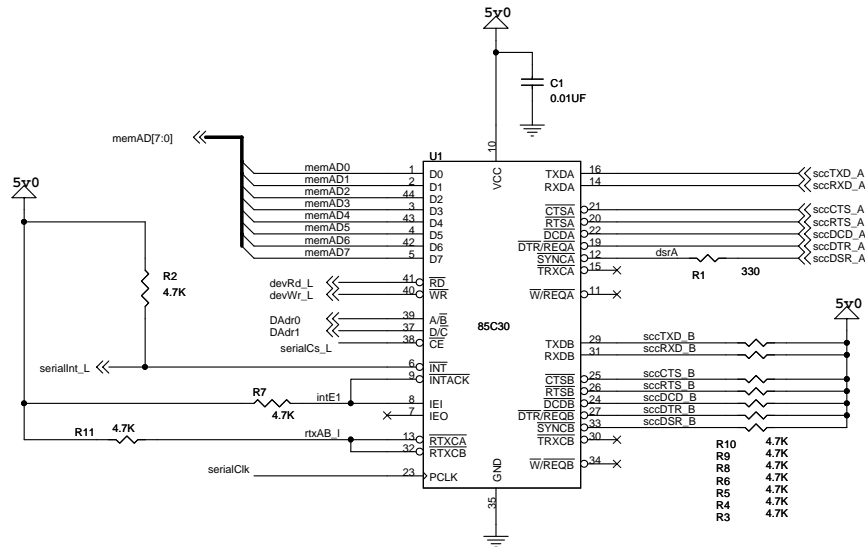 5v0
C1
0.01UF
memAD[7:0]
10
U1
VCC
memAD0 1 D0
memAD1 2 D1
memAD2 44 D2
memAD3 3 D3
memAD4 43 D4
memAD5 4 D5
memAD6 42 D6
memAD7 5 D7
TXDA 16 sccTXD_A
RXDA 14 sccRXD_A
CTSA 21 sccCTS_A
RTSA 20 sccRTS_A
DCDA 18 sccDCD_A
DTR/REQA 19 sccDTR_A
SYNCA 12 dsrA sccDSR_A
TRXCA 15
R1 330
W/REQA 11
5v0
R2
4.7K
devRd_L 41 RD
devWr_L 40 WR
DAdr0 39 A/B
DAdr1 37 D/C
serialCs_L 38 CE
85C30
5v0
serialInt_L 6 INT
9 INTACK
R7
4.7K
intE1 8 IEI
7 IEO
R11
4.7K
rtxAB_I 13 RTXCA
32 RTXCB
serialClk 23 PCLK
GND
35
TXDB 29 sccTXD_B
RXDB 31 sccRXD_B
CTSB 25 sccCTS_B
RTSB 26 sccRTS_B
DCDB 24 sccDCD_B
DTR/REQB 27 sccDTR_B
SYNCB 33 sccDSR_B
TRXCB 30
W/REQB 34
R10 4.7K
R9 4.7K
R8 4.7K
R6 4.7K
R5 4.7K
R4 4.7K
R3 4.7K